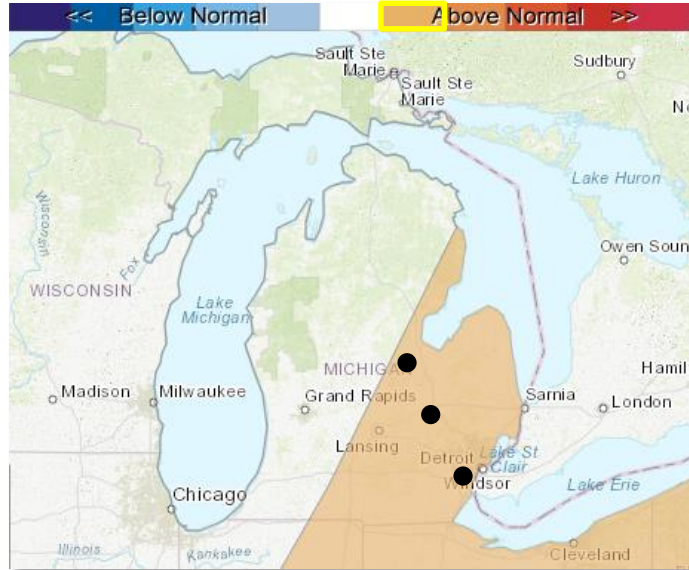 << Below Normal
Above Normal >>
Sault Ste
Marie
Sault Ste
Marie
Sudbury
Lake Huron
Owen Soun
Wisconsin
Fox
WISCONSIN
Lake
Michigan
MICHIGA
Hamil
Madison
Milwaukee
Grand Rapids
Sarnia
London
Lansing
Detroit
Lake St
Clair
Windsor
Lake Erie
Chicago
Illinois
Kankakee
Cleveland